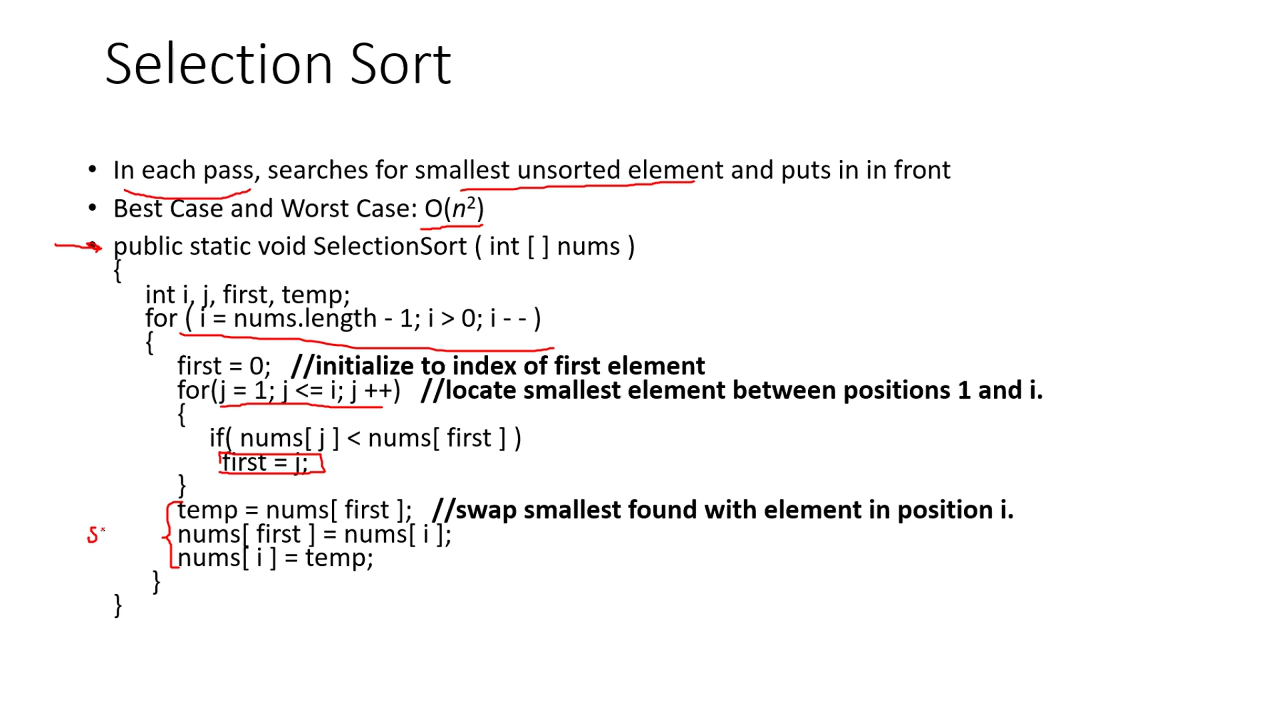 Selection Sort
• In each pass, searches for smallest unsorted element and puts in in front
• Best Case and Worst Case: O(n²)
• public static void SelectionSort ( int [ ] nums )
{
int i, j, first, temp;
for ( i = nums.length - 1; i > 0; i - - )
{
first = 0; //initialize to index of first element
for(j = 1; j <= i; j ++) //locate smallest element between positions 1 and i.
{
if( nums[ j ] < nums[ first ] )
first = j;
}
temp = nums[ first ]; //swap smallest found with element in position i.
nums[ first ] = nums[ i ];
nums[ i ] = temp;
}
}